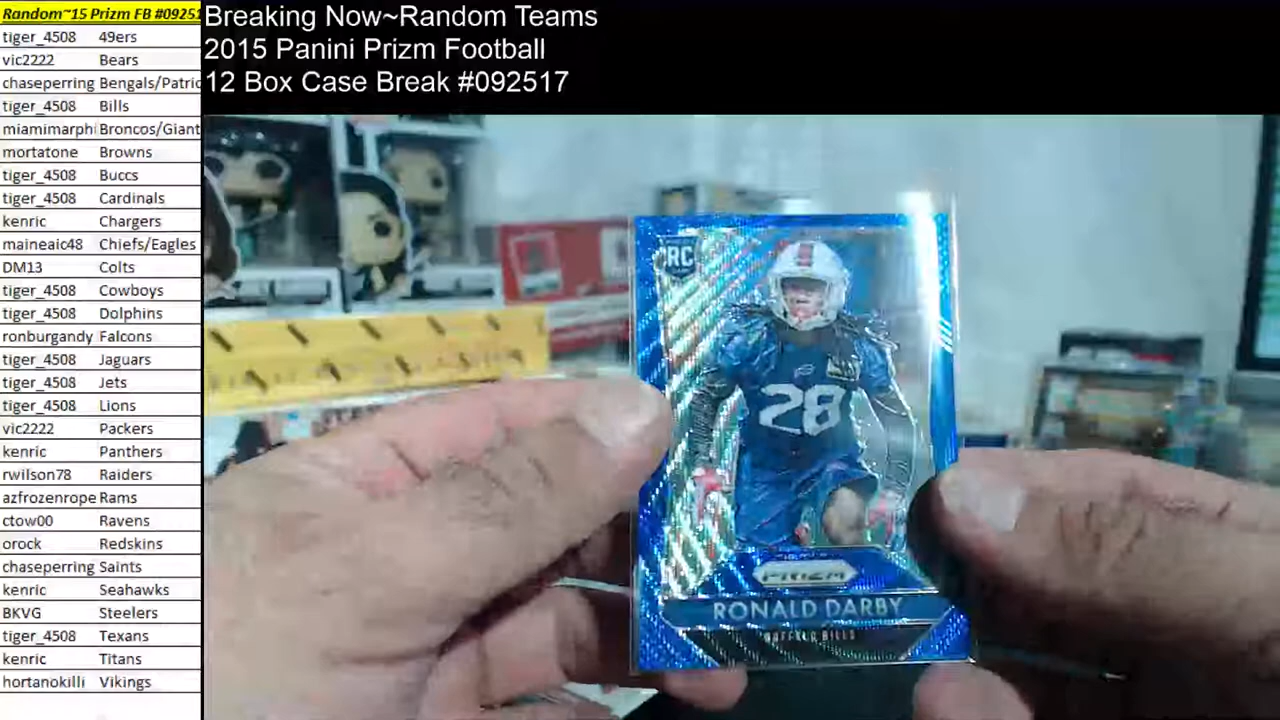 Random~15 Prizm FB #09251
tiger_4508 49ers
vic2222 Bears
chaseperring Bengals/Patric
tiger_4508 Bills
miamimarphi Broncos/Giant
mortatone Browns
tiger_4508 Buccs
tiger_4508 Cardinals
kenric Chargers
maineaic48 Chiefs/Eagles
DM13 Colts
tiger_4508 Cowboys
tiger_4508 Dolphins
ronburgandy Falcons
tiger_4508 Jaguars
tiger_4508 Jets
tiger_4508 Lions
vic2222 Packers
kenric Panthers
rwilson78 Raiders
azfrozenrope Rams
ctow00 Ravens
orock Redskins
chaseperring Saints
kenric Seahawks
BKVG Steelers
tiger_4508 Texans
kenric Titans
hortanokilli Vikings
Breaking Now~Random Teams
2015 Panini Prizm Football
12 Box Case Break #092517
RC
28
PRIZM
RONALD DARBY
BUFFALO BILLS